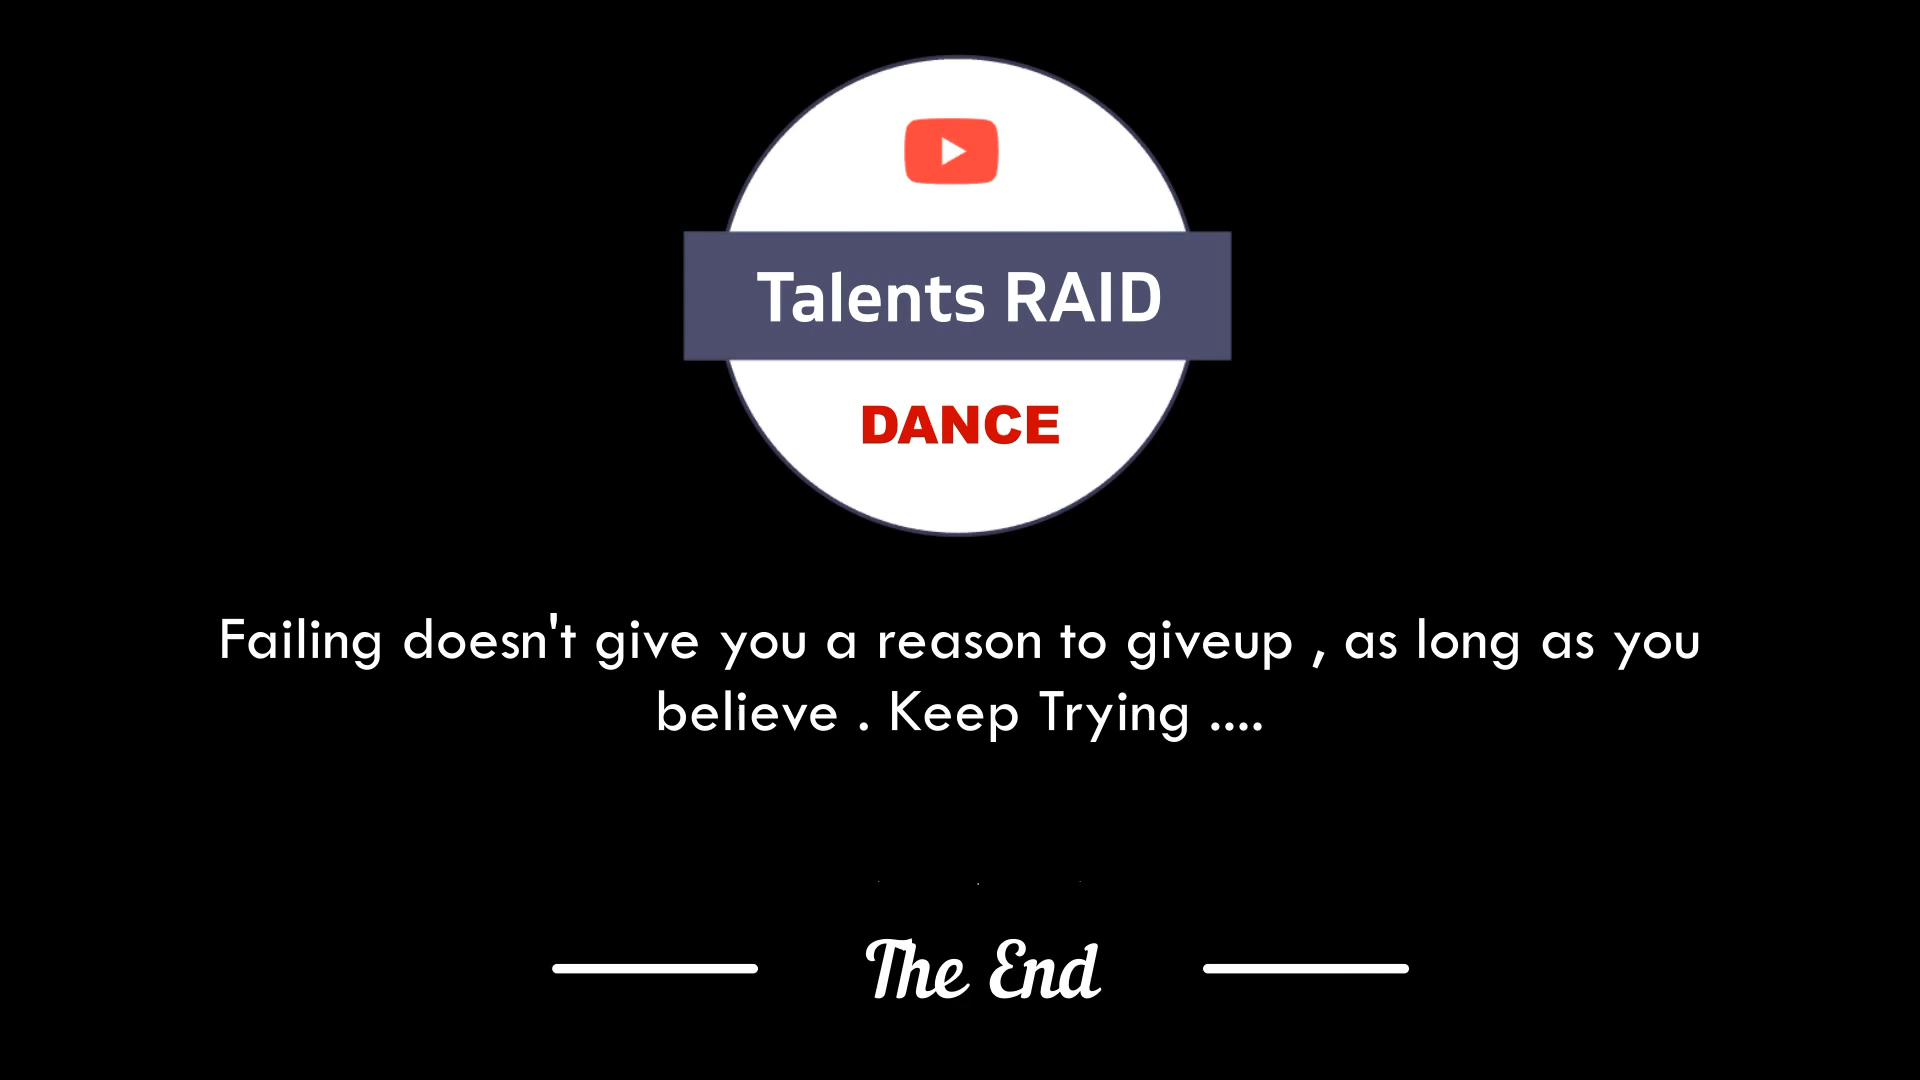 Talents RAID
DANCE
Failing doesn't give you a reason to giveup , as long as you
believe . Keep Trying ....
The End